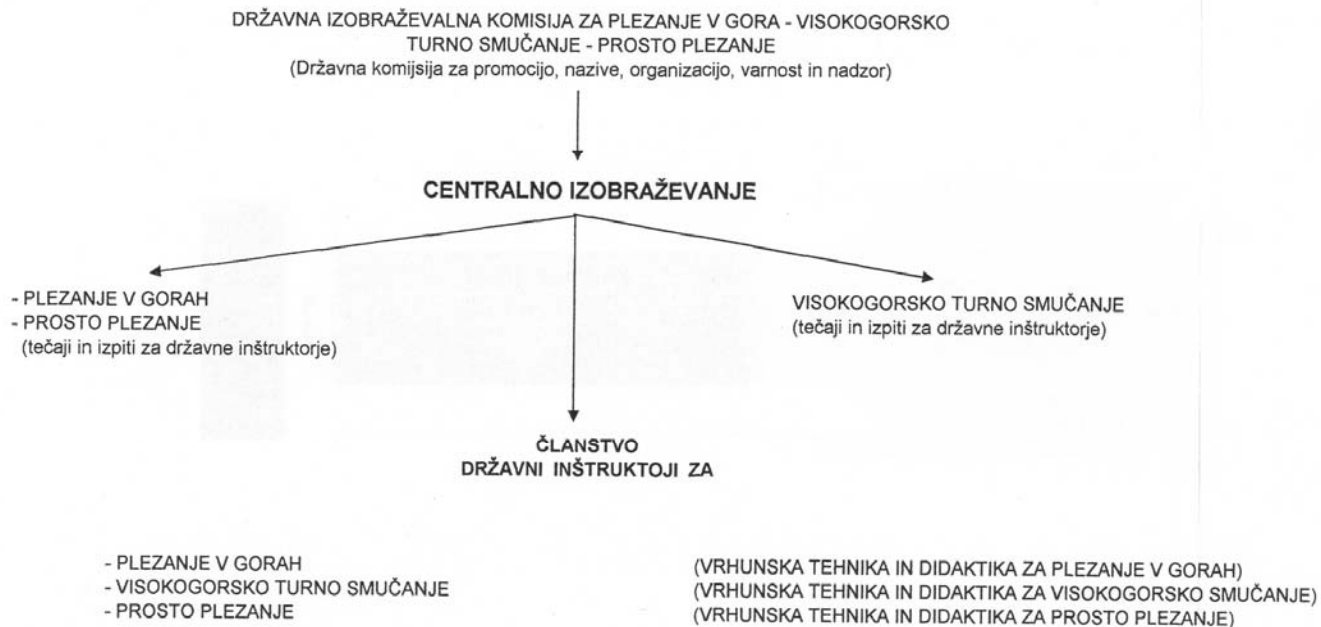 DRŽAVNA IZOBRAŽEVALNA KOMISIJA ZA PLEZANJE V GORA - VISOKOGORSKO
TURNO SMUČANJE - PROSTO PLEZANJE
(Državna komijsija za promocijo, nazive, organizacijo, varnost in nadzor)
CENTRALNO IZOBRAŽEVANJE
- PLEZANJE V GORAH
- PROSTO PLEZANJE
(tečaji in izpiti za državne inštruktorje)
VISOKOGORSKO TURNO SMUČANJE
(tečaji in izpiti za državne inštruktorje)
ČLANSTVO
DRŽAVNI INŠTRUKTOJI ZA
- PLEZANJE V GORAH
- VISOKOGORSKO TURNO SMUČANJE
- PROSTO PLEZANJE
(VRHUNSKA TEHNIKA IN DIDAKTIKA ZA PLEZANJE V GORAH)
(VRHUNSKA TEHNIKA IN DIDAKTIKA ZA VISOKOGORSKO SMUČANJE)
(VRHUNSKA TEHNIKA IN DIDAKTIKA ZA PROSTO PLEZANJE)